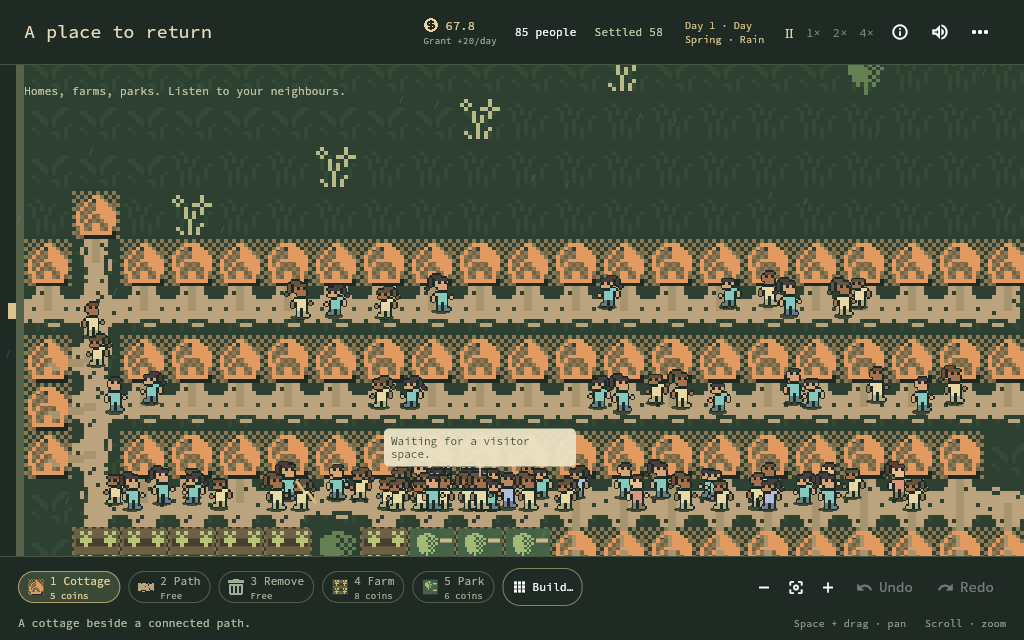 A place to return
67.8
Grant +20/day
85 people
Settled 58
Day 1 · Day
Spring · Rain
1×
2×
4×
Homes, farms, parks. Listen to your neighbours.
Waiting for a visitor
space.
1 Cottage
5 coins
2 Path
Free
3 Remove
Free
4 Farm
8 coins
5 Park
6 coins
Build…
Undo
Redo
A cottage beside a connected path.
Space + drag · pan
Scroll · zoom